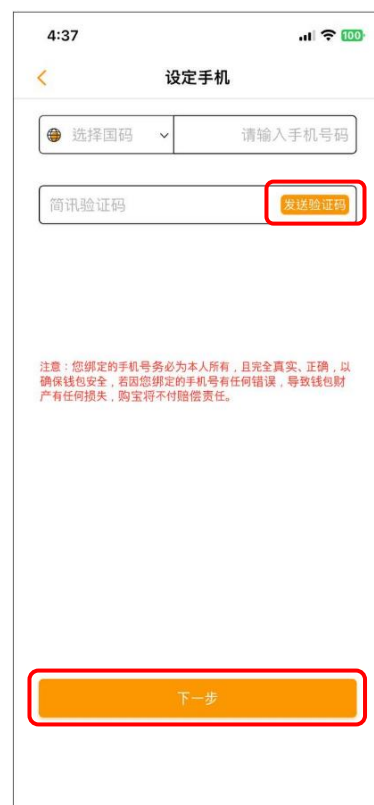 4:37
100
设定手机
选择国码
请输入手机号码
简讯验证码
发送验证码
注意：您绑定的手机号务必为本人所有，且完全真实、正确，以
确保钱包安全，若因您绑定的手机号有任何错误，导致钱包财
产有任何损失，购宝将不付赔偿责任。
下一步